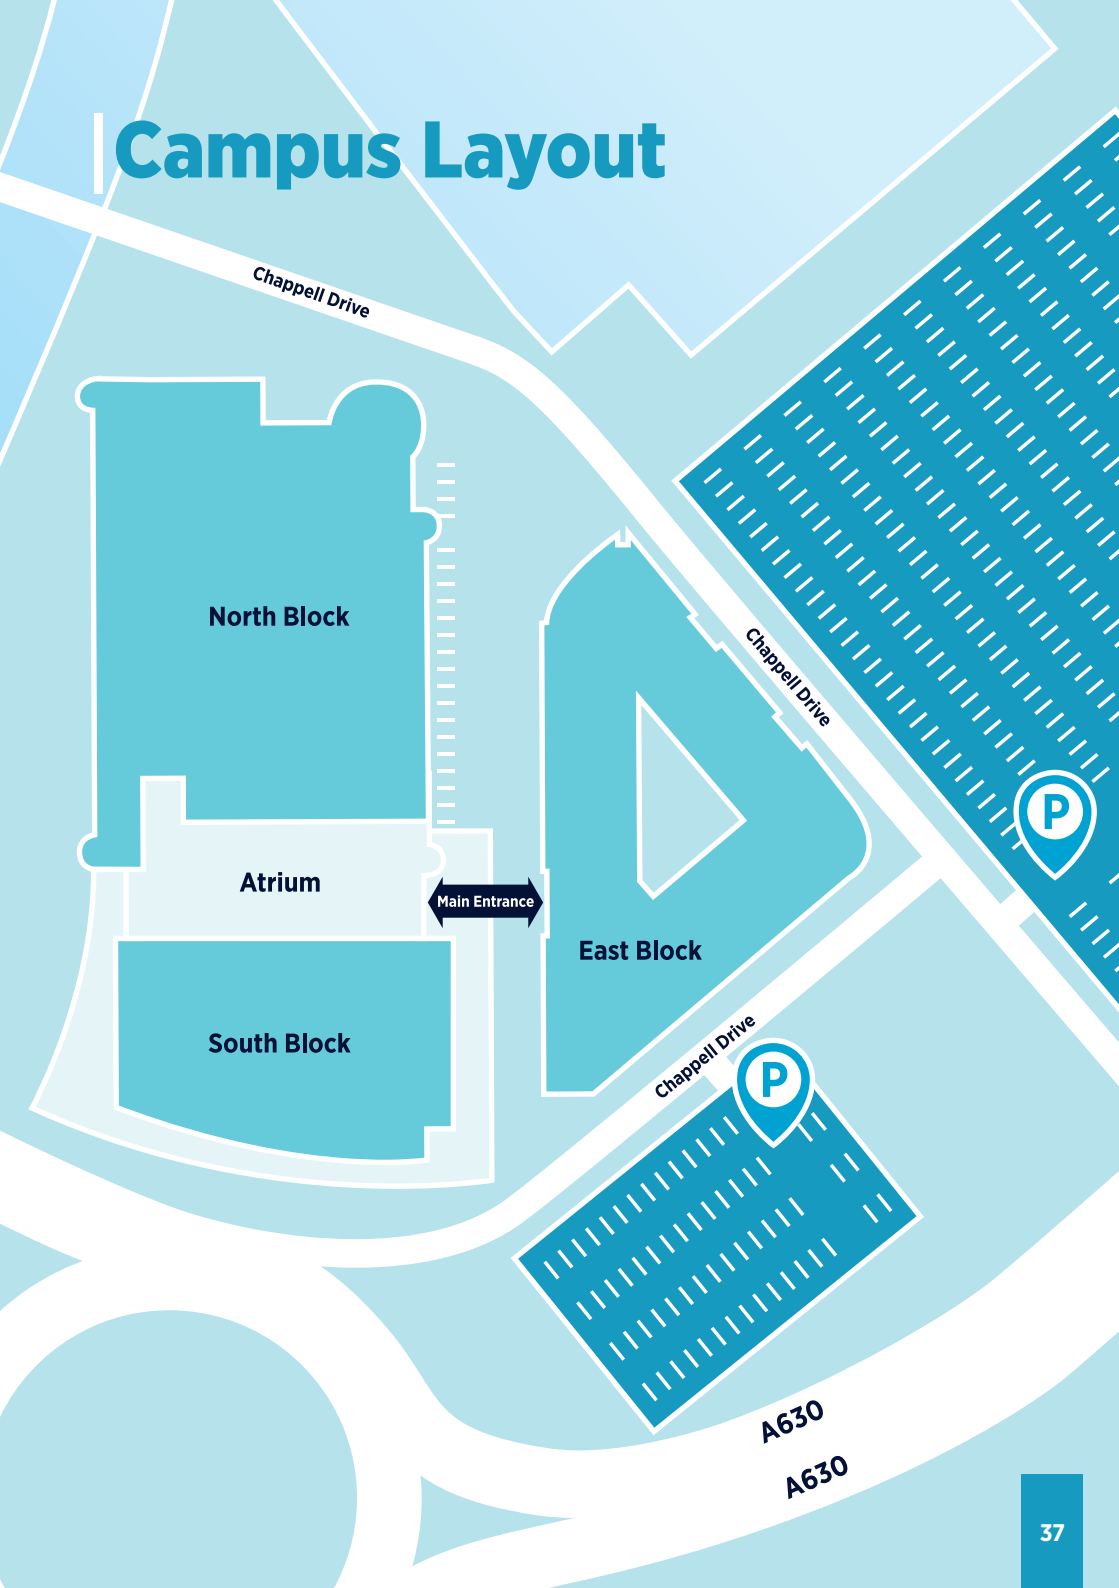 Campus Layout
Chappell Drive
North Block
Chappell Drive
P
Atrium
Main Entrance
East Block
South Block
Chappell Drive
P
A630
A630
37